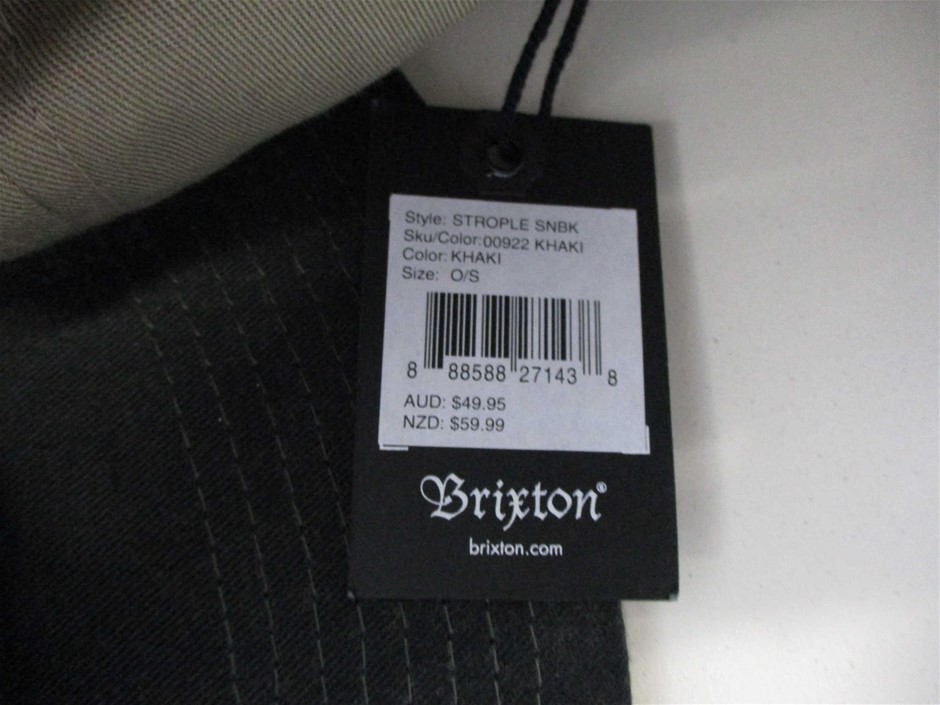 Style: STROPLE SNBK
Sku/Color:00922 KHAKI
Color: KHAKI
Size: O/S
8 88588 27143 8
AUD: $49.95
NZD: $59.99
Brixton®
brixton.com